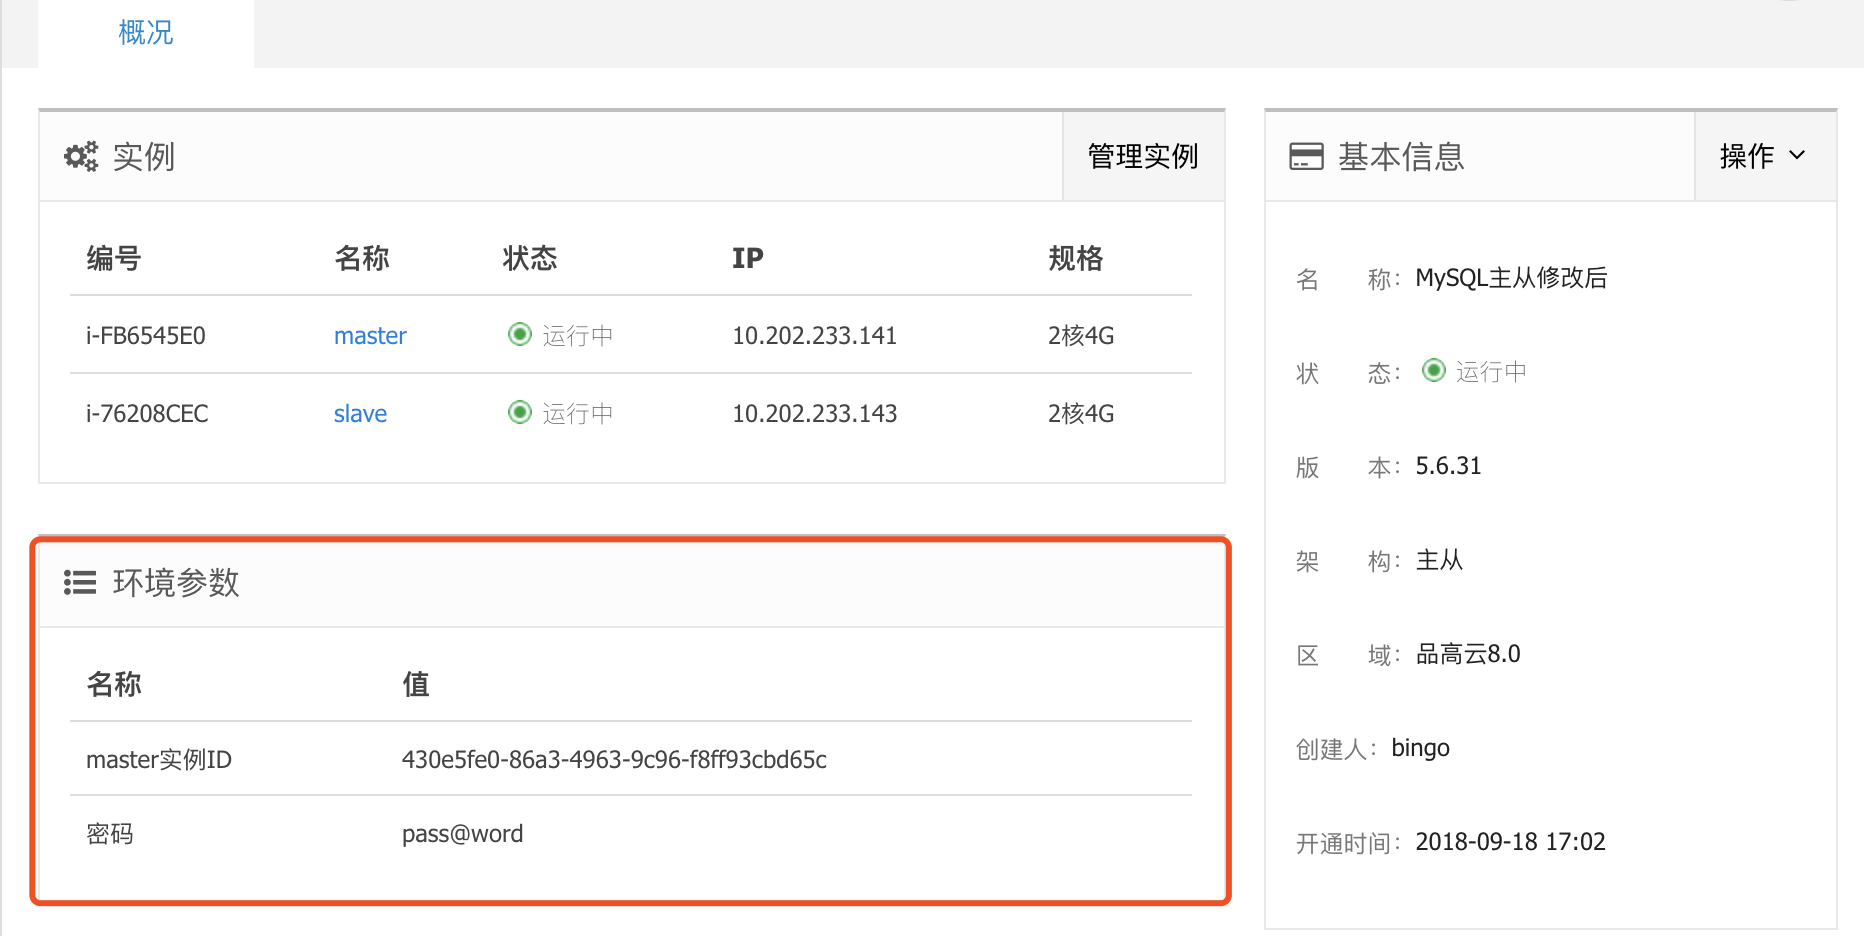 概况
实例
管理实例
编号 名称 状态 IP 规格
i-FB6545E0 master 运行中 10.202.233.141 2核4G
i-76208CEC slave 运行中 10.202.233.143 2核4G
环境参数
名称 值
master实例ID 430e5fe0-86a3-4963-9c96-f8ff93cbd65c
密码 pass@word
基本信息
操作
名 称： MySQL主从修改后
状 态： 运行中
版 本： 5.6.31
架 构： 主从
区 域： 品高云8.0
创建人： bingo
开通时间： 2018-09-18 17:02